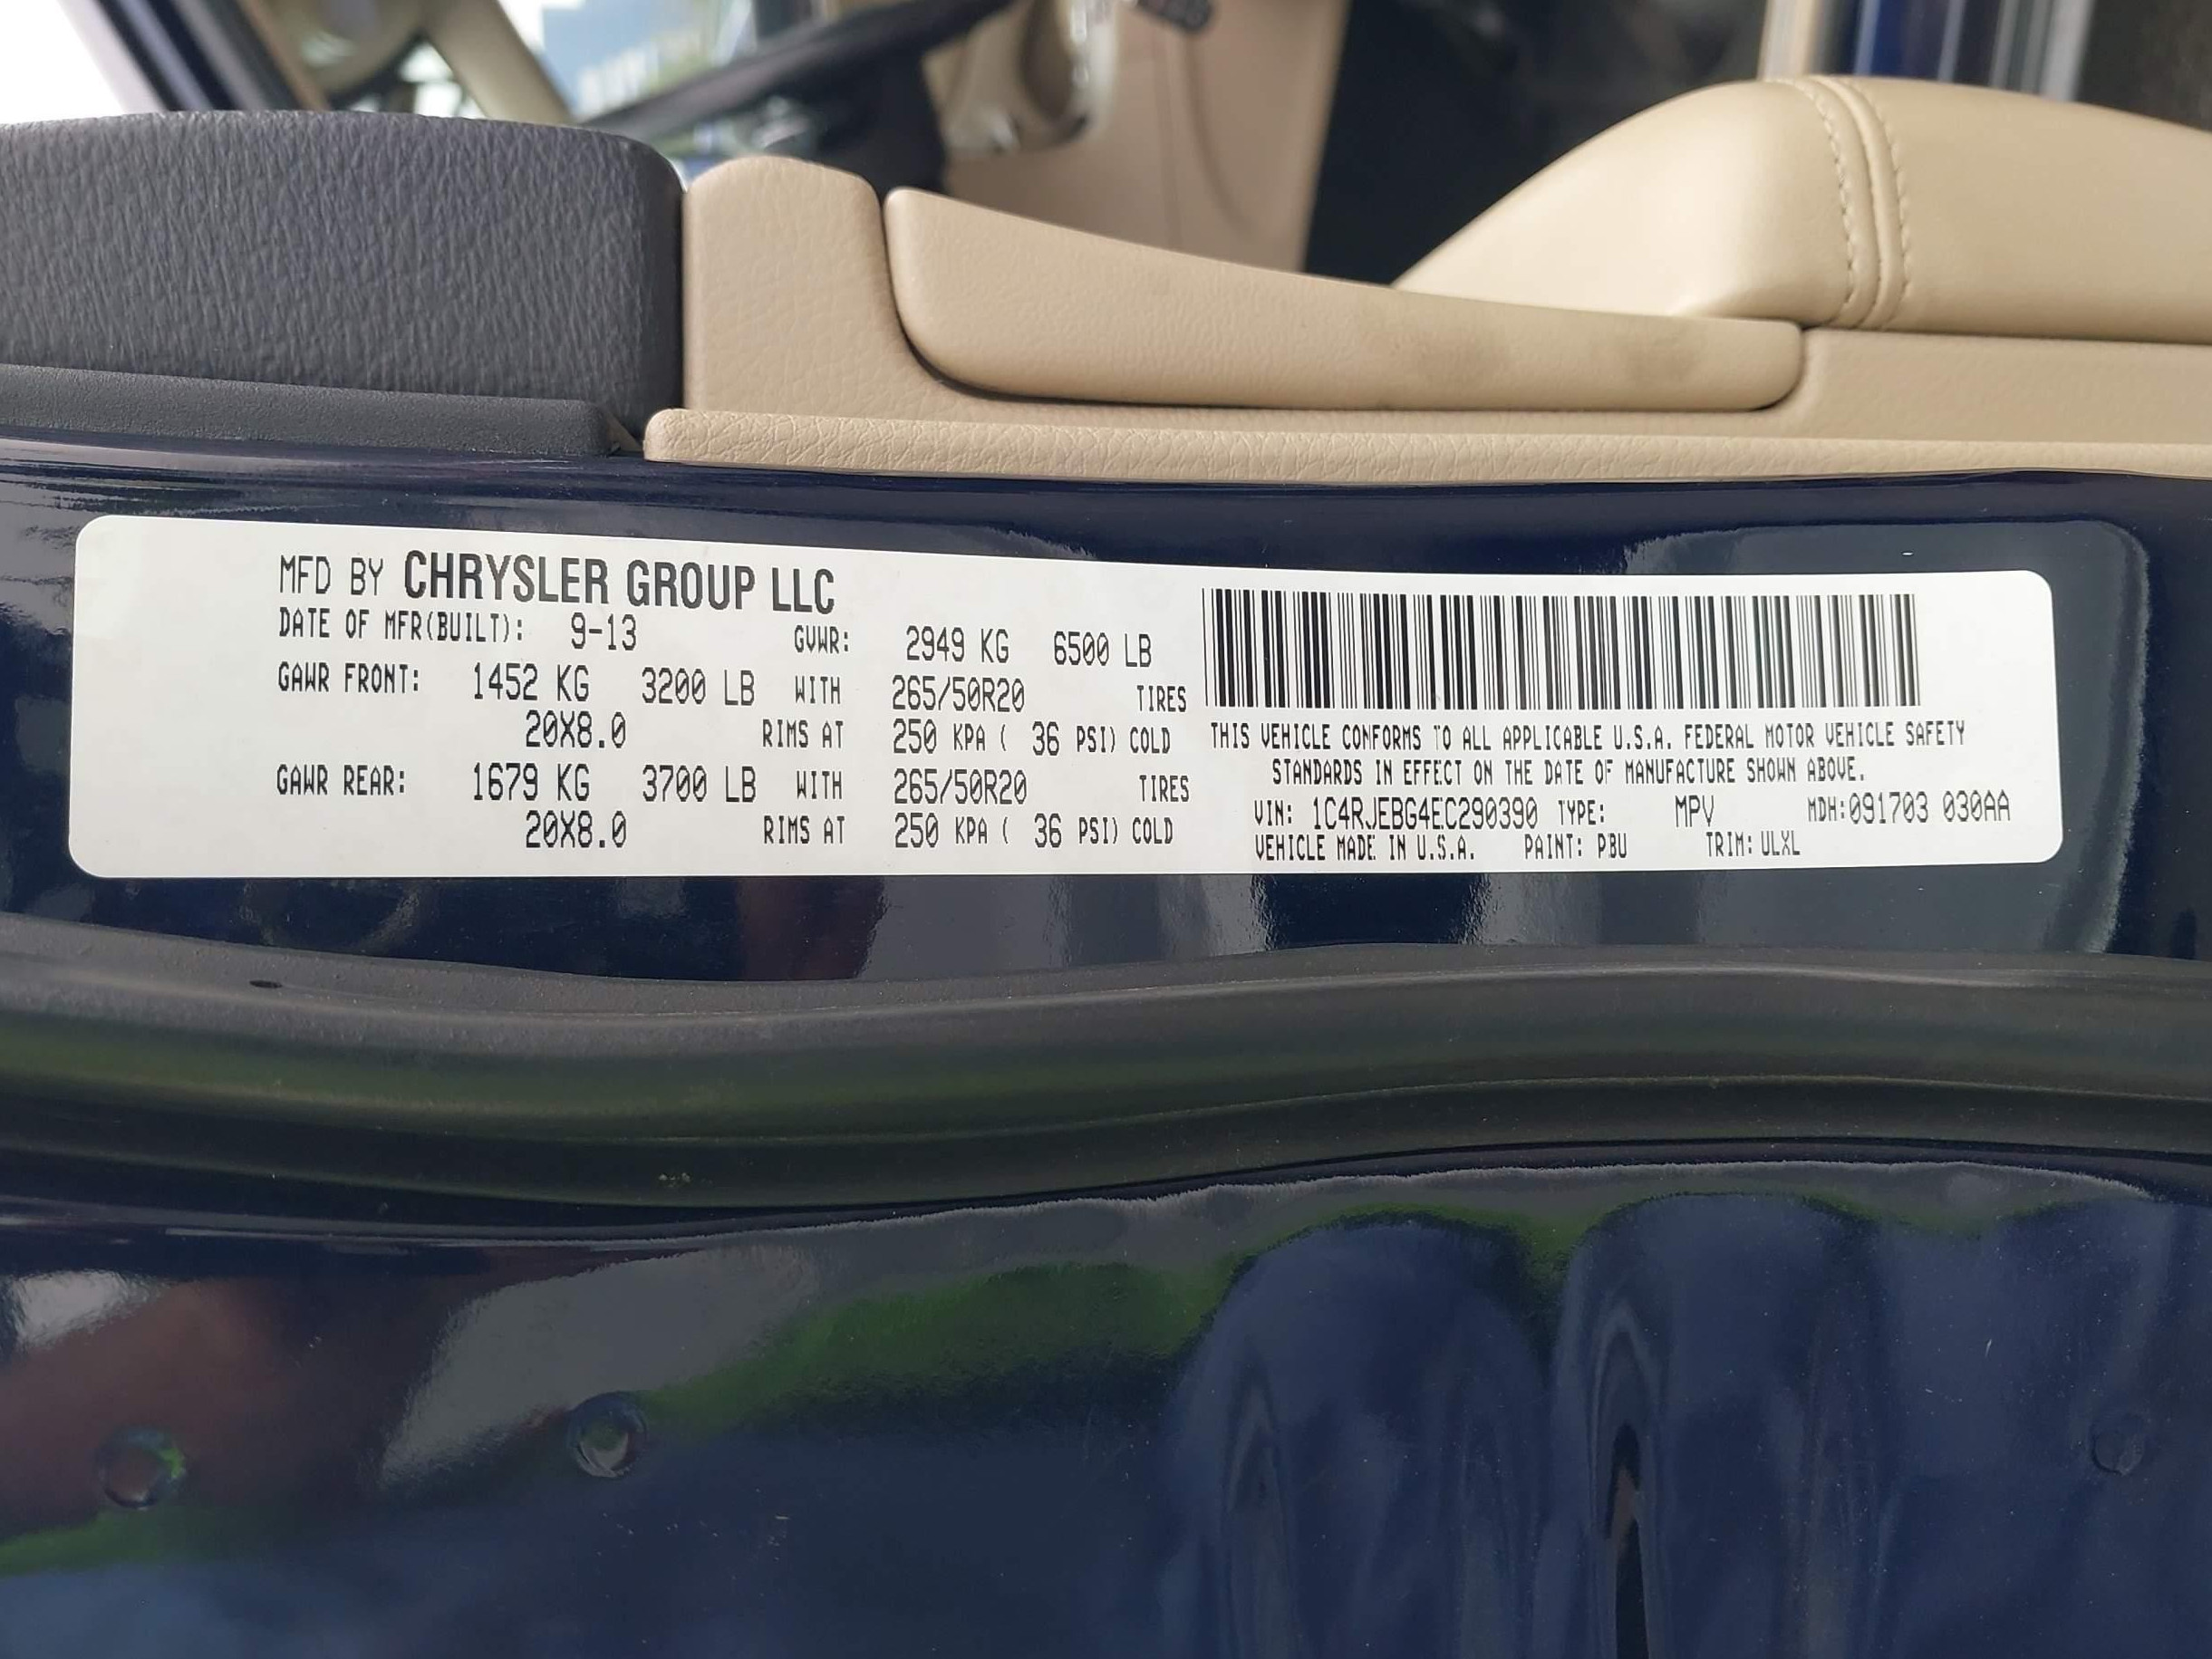 MFD BY CHRYSLER GROUP LLC
DATE OF MFR(BUILT): 9-13 GVWR: 2949 KG 6500 LB
GAWR FRONT: 1452 KG 3200 LB WITH 265/50R20 TIRES
20X8.0 RIMS AT 250 KPA ( 36 PSI) COLD
GAWR REAR: 1679 KG 3700 LB WITH 265/50R20 TIRES
20X8.0 RIMS AT 250 KPA ( 36 PSI) COLD
THIS VEHICLE CONFORMS TO ALL APPLICABLE U.S.A. FEDERAL MOTOR VEHICLE SAFETY
STANDARDS IN EFFECT ON THE DATE OF MANUFACTURE SHOWN ABOVE.
VIN: 1C4RJEBG4EC290390 TYPE: MPV MDH:091703 030AA
VEHICLE MADE IN U.S.A. PAINT: PBU TRIM: ULXL